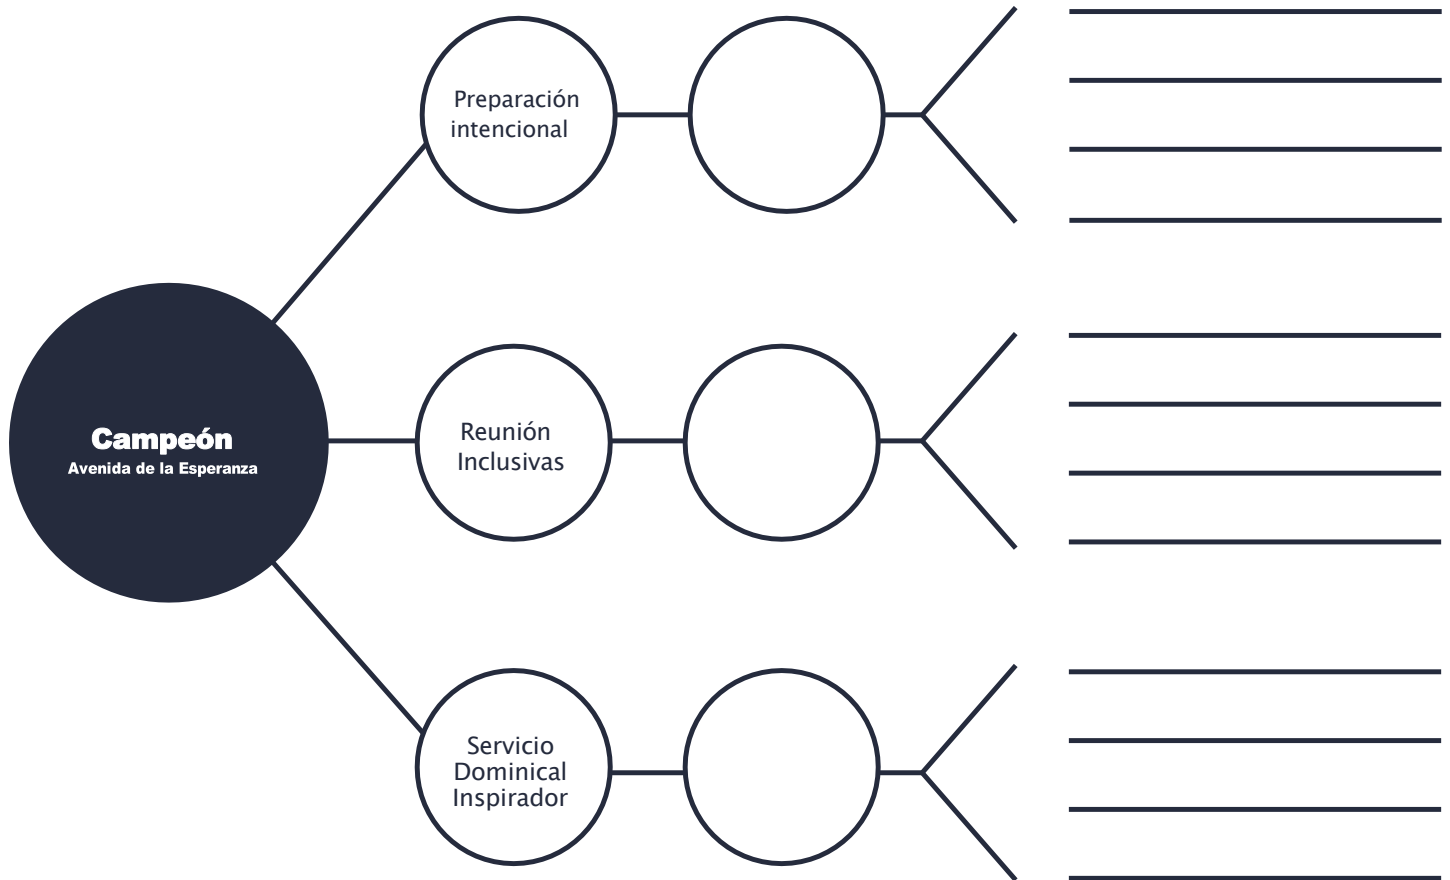 Preparación
intencional
Campeón
Avenida de la Esperanza
Reunión
Inclusivas
Servicio
Dominical
Inspirador